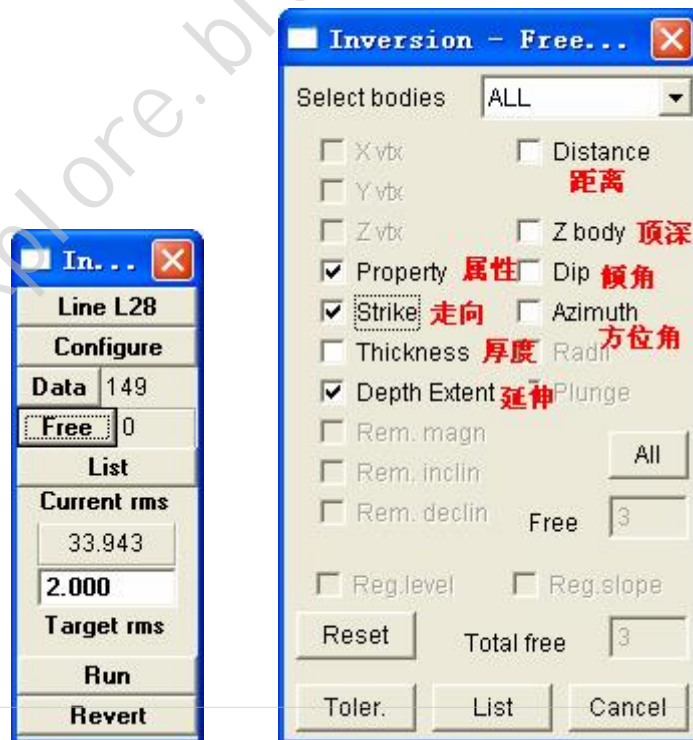 plore.bl
In...
Line L28
Configure
Data 149
Free 0
List
Current rms
33.943
2.000
Target rms
Run
Revert
Inversion - Free...
Select bodies ALL
X vtx
Distance
距离
Y vtx
Z vtx
Z body 顶深
Property 属性
Dip 倾角
Strike 走向
Azimuth
方位角
Thickness 厚度
Radii
Depth Extent 延伸
Plunge
Rem. magn
Rem. inclin
All
Rem. declin
Free 3
Reg.level
Reg.slope
Reset
Total free 3
Toler.
List
Cancel